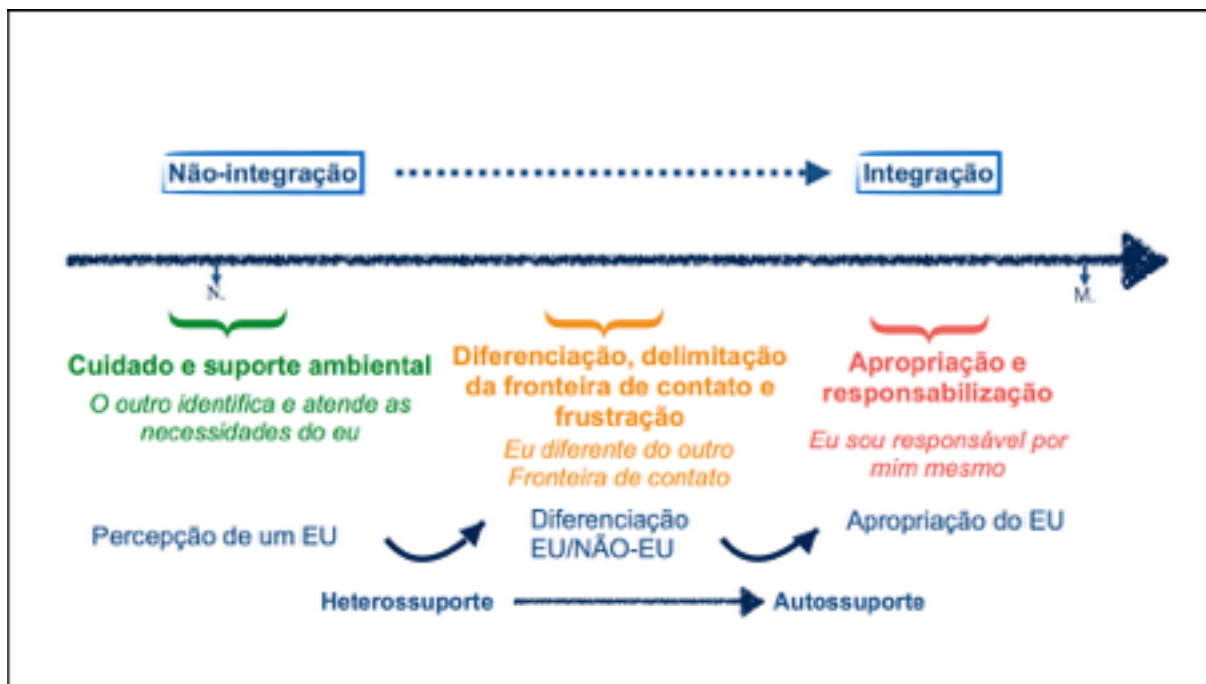 Não-integração
Integração
N.
M.
Cuidado e suporte ambiental
O outro identifica e atende as
necessidades do eu
Diferenciação, delimitação
da fronteira de contato e
frustração
Eu diferente do outro
Fronteira de contato
Apropriação e
responsabilização
Eu sou responsável por
mim mesmo
Percepção de um EU
Diferenciação
EU/NÃO-EU
Apropriação do EU
Heterossuporte
Autossuporte